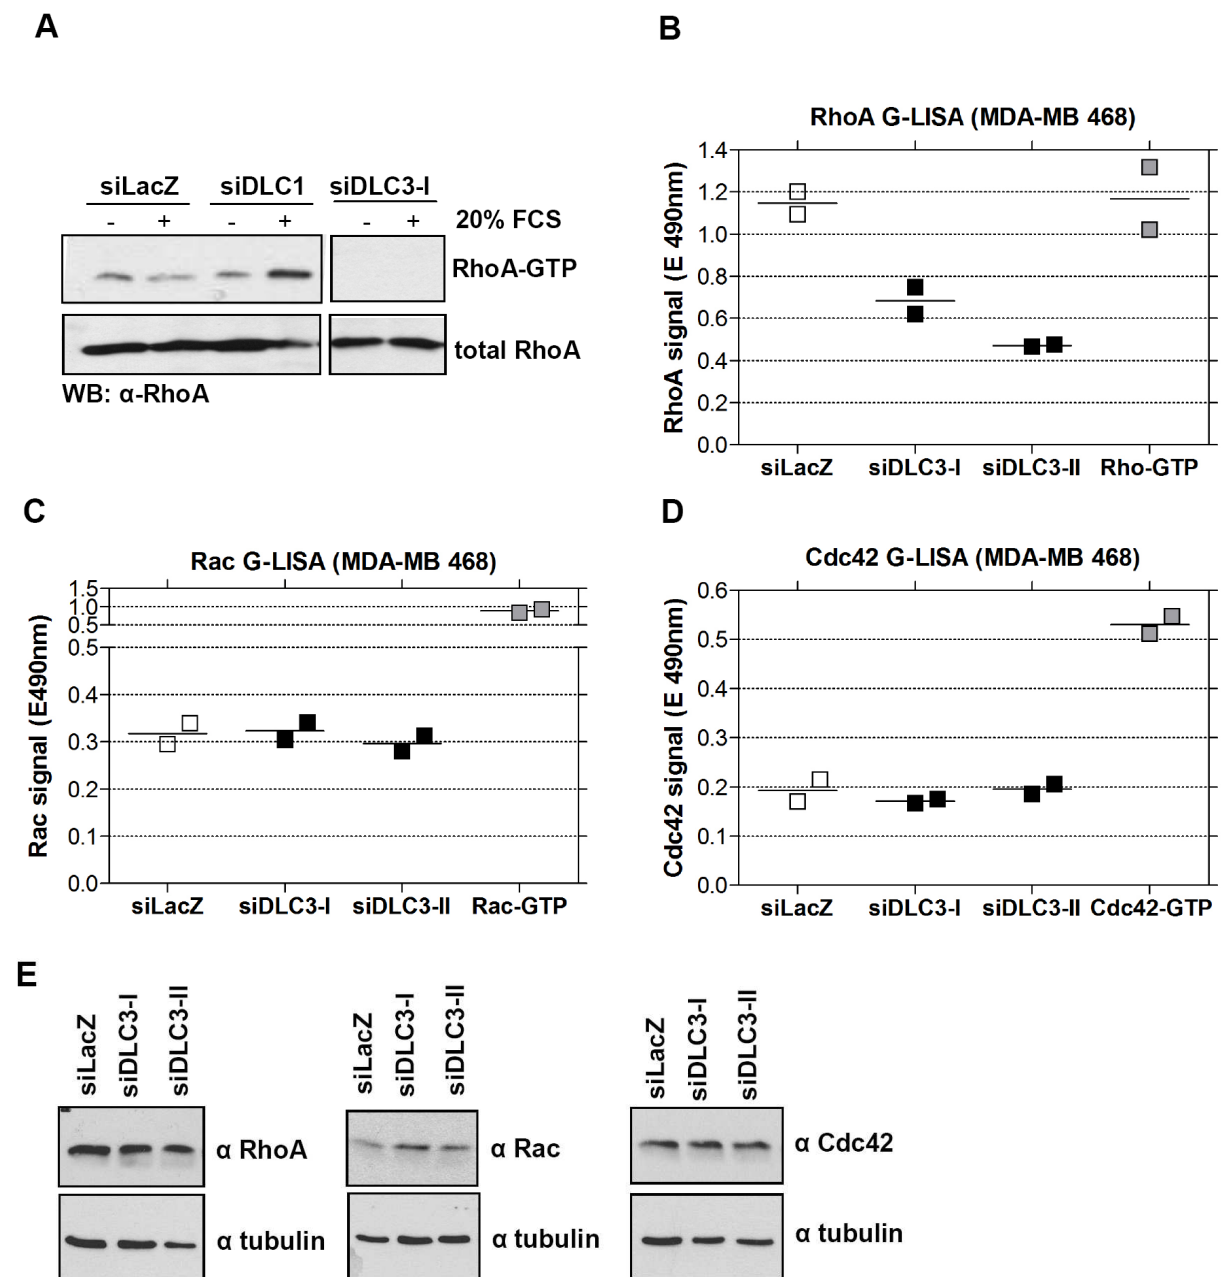 A
siLacZ siDLC1 siDLC3-I
- + - + - + 20% FCS
RhoA-GTP
total RhoA
WB: α-RhoA
B
RhoA G-LISA (MDA-MB 468)
RhoA signal (E 490nm)
1.4
1.2
1.0
0.8
0.6
0.4
0.2
0.0
siLacZ siDLC3-I siDLC3-II Rho-GTP
C
Rac G-LISA (MDA-MB 468)
Rac signal (E490nm)
1.5
1.0
0.5
0.5
0.4
0.3
0.2
0.1
0.0
siLacZ siDLC3-I siDLC3-II Rac-GTP
D
Cdc42 G-LISA (MDA-MB 468)
Cdc42 signal (E 490nm)
0.6
0.5
0.4
0.3
0.2
0.1
0.0
siLacZ siDLC3-I siDLC3-II Cdc42-GTP
E
siLacZ
siDLC3-I
siDLC3-II
α RhoA
α tubulin
siLacZ
siDLC3-I
siDLC3-II
α Rac
α tubulin
siLacZ
siDLC3-I
siDLC3-II
α Cdc42
α tubulin